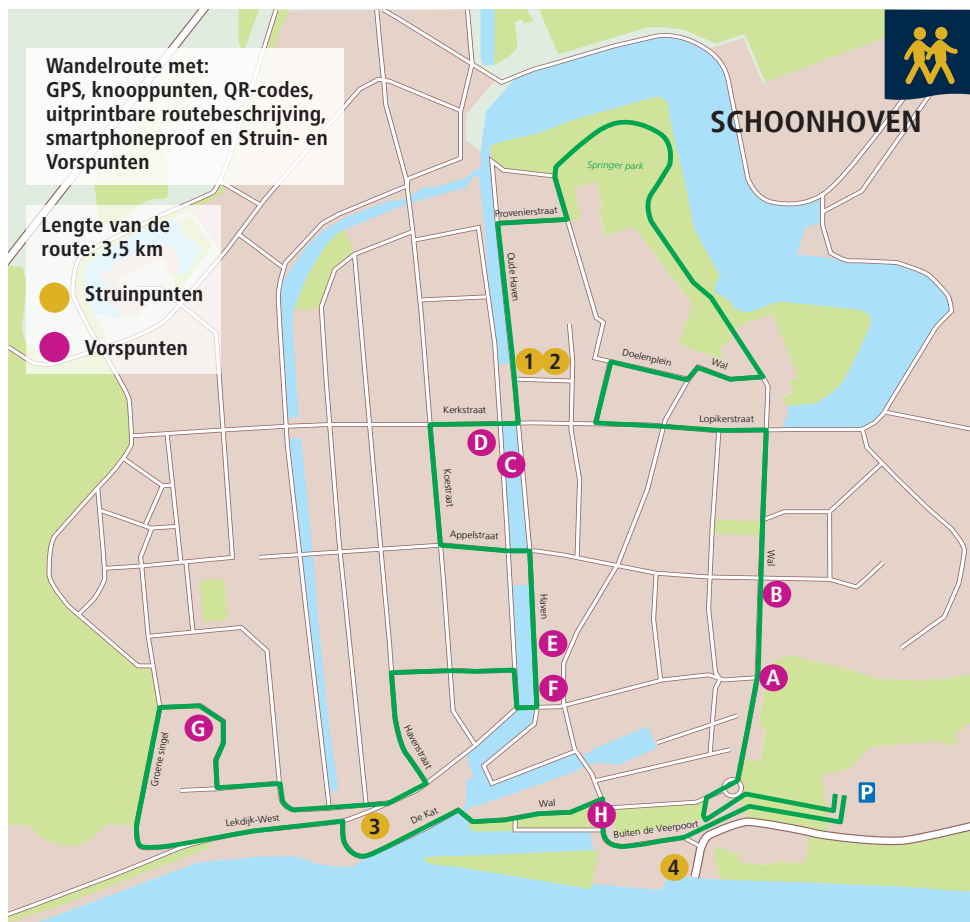 Wandelroute met:
GPS, knooppunten, QR-codes,
uitprintbare routebeschrijving,
smartphoneproof en Struin- en
Vorspunten
SCHOONHOVEN
Lengte van de
route: 3,5 km
Struinpunten
Vorspunten
Springer park
Provenierstraat
Oude Haven
1 2
Doelenplein
Wal
Kerkstraat
Lopikerstraat
D
C
Koestraat
Appelstraat
Wal
B
Haven
E
A
F
G
Groene singel
Havenstraat
P
Lekdijk-West
3
De Kat
Wal
H
Buiten de Veerpoort
4